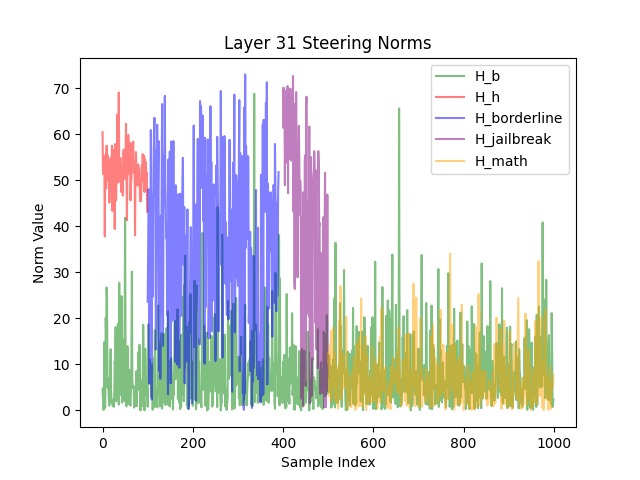 Layer 31 Steering Norms
H_b
H_h
H_borderline
H_jailbreak
H_math
Norm Value
70
60
50
40
30
20
10
0
0 200 400 600 800 1000
Sample Index